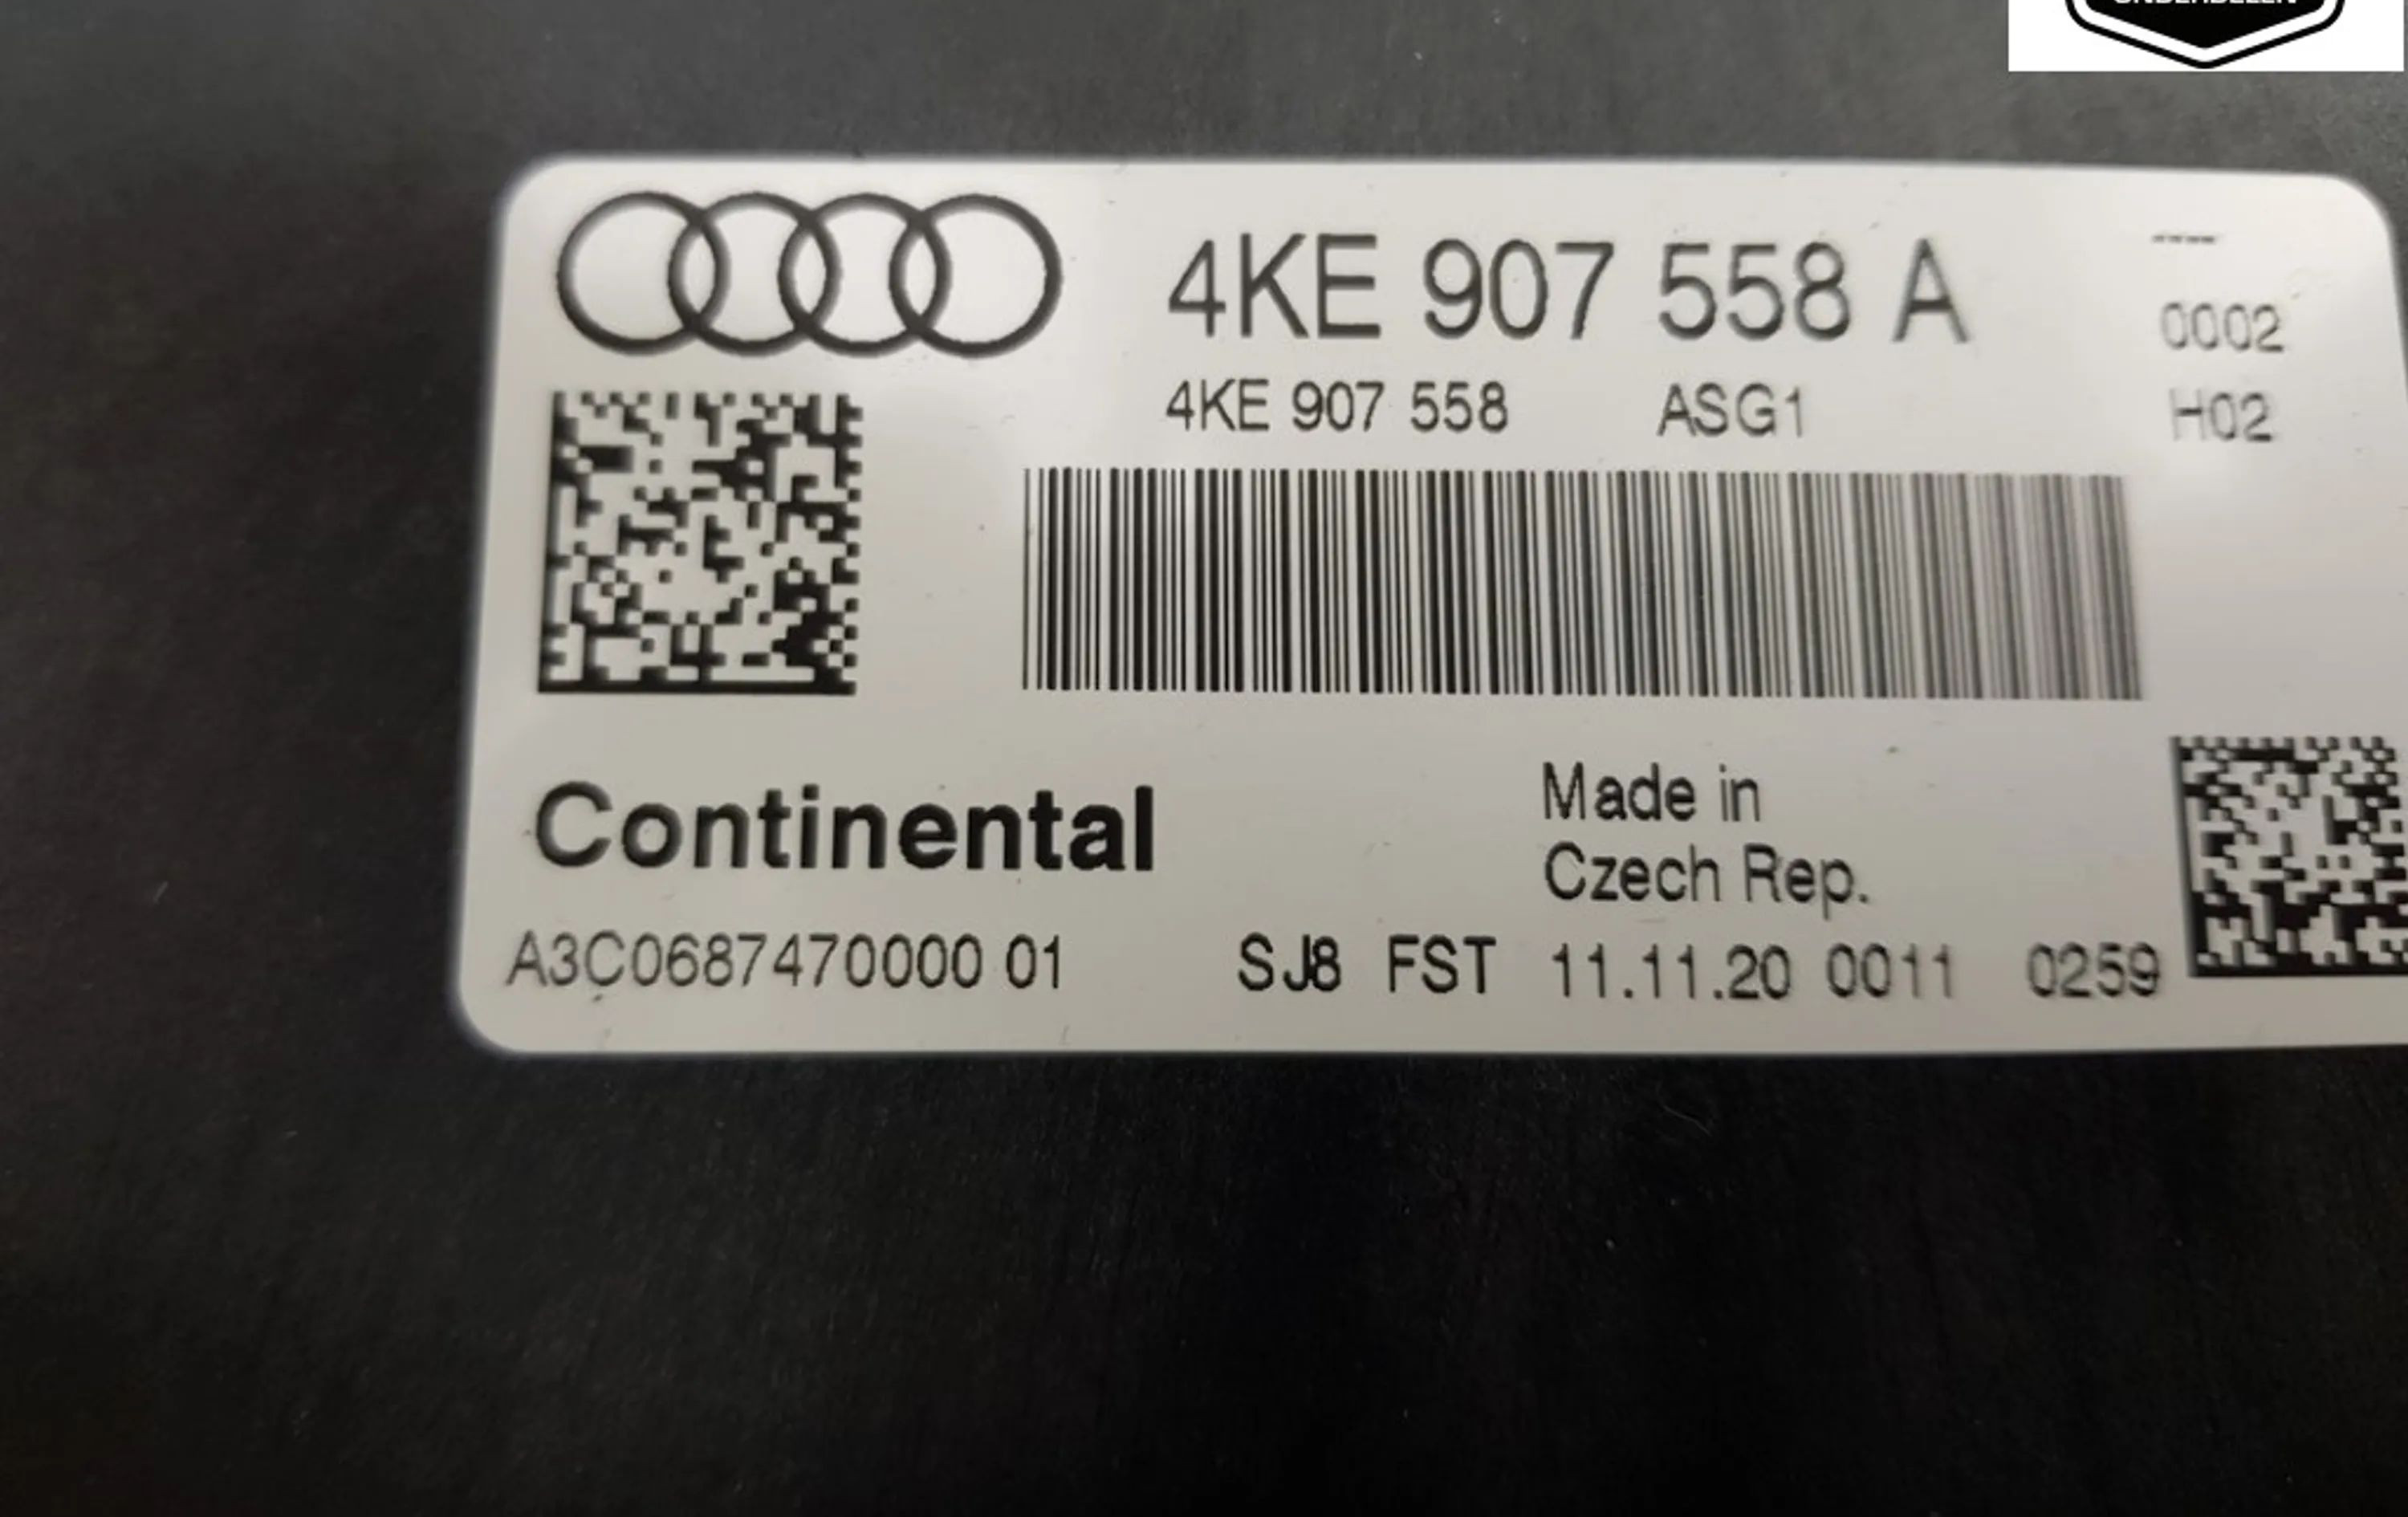 ONDERDELEN
4KE 907 558 A
----
0002
4KE 907 558 ASG1
H02
Continental
Made in
Czech Rep.
A3C0687470000 01 SJ8 FST 11.11.20 0011 0259